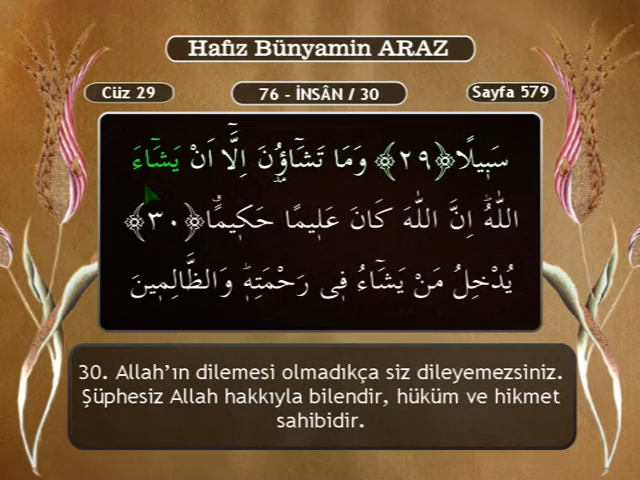 Hafız Bünyamin ARAZ
Cüz 29
76 - İNSÂN / 30
Sayfa 579
سَبٖيلًا ﴿٢٩﴾ وَمَا تَشَٓاؤُ۫نَ اِلَّٓا اَنْ يَشَٓاءَ
اللّٰهُؕ اِنَّ اللّٰهَ كَانَ عَلٖيمًا حَكٖيمًاۗ ﴿٣٠﴾
يُدْخِلُ مَنْ يَشَٓاءُ فٖى رَحْمَتِهٖؕ وَالظَّالِمٖينَ
30. Allah’ın dilemesi olmadıkça siz dileyemezsiniz.
Şüphesiz Allah hakkıyla bilendir, hüküm ve hikmet
sahibidir.